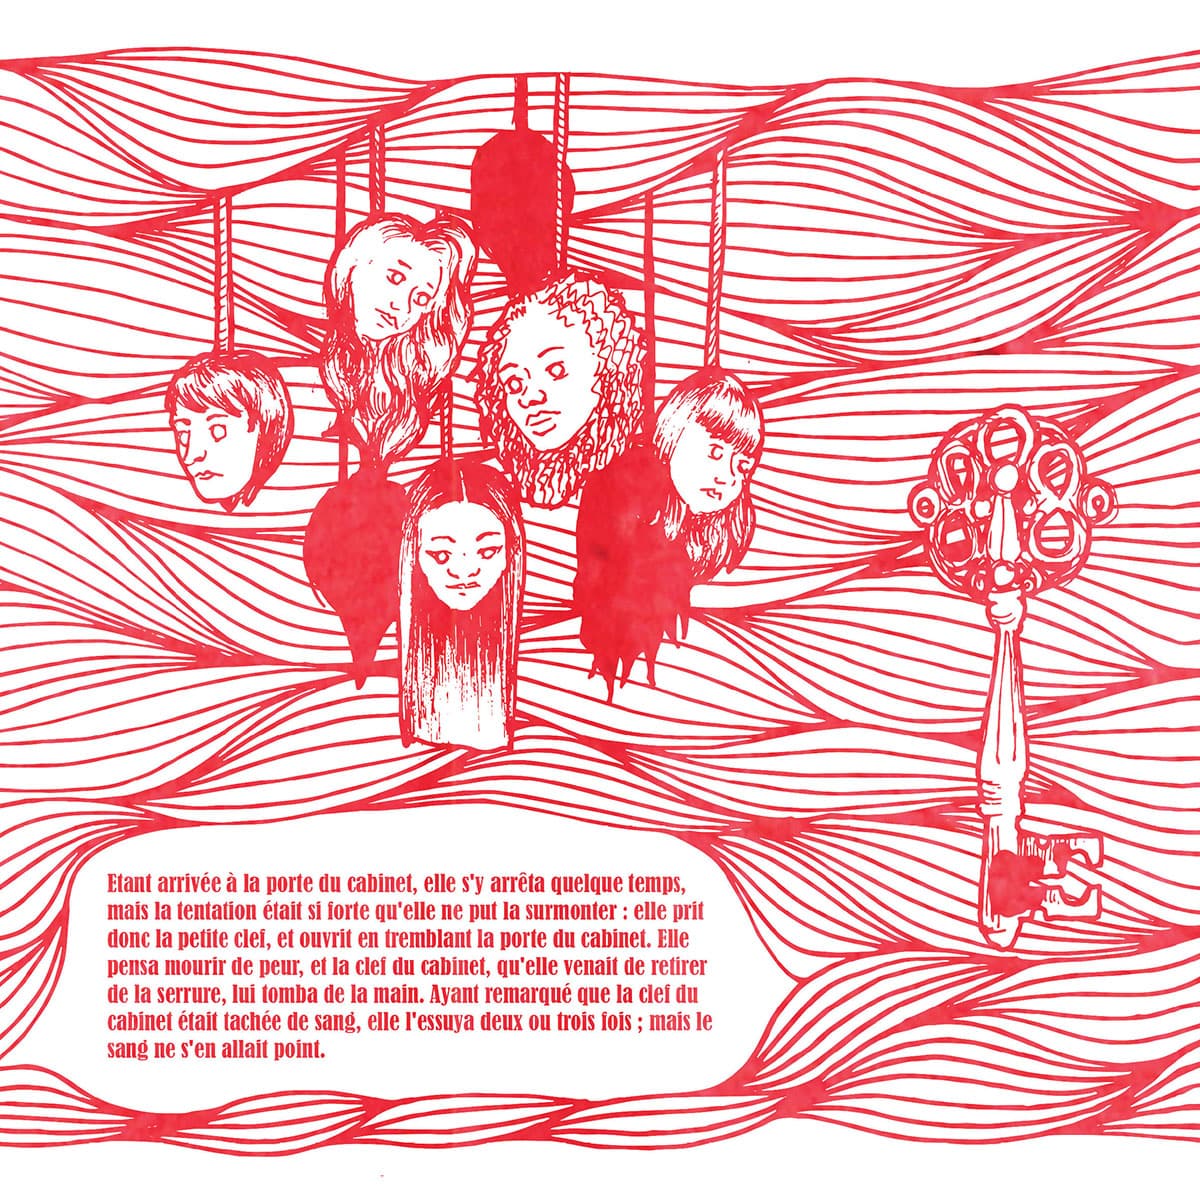 Etant arrivée à la porte du cabinet, elle s'y arrêta quelque temps,
mais la tentation était si forte qu'elle ne put la surmonter : elle prit
donc la petite clef, et ouvrit en tremblant la porte du cabinet. Elle
pensa mourir de peur, et la clef du cabinet, qu'elle venait de retirer
de la serrure, lui tomba de la main. Ayant remarqué que la clef du
cabinet était tachée de sang, elle l'essuya deux ou trois fois ; mais le
sang ne s'en allait point.